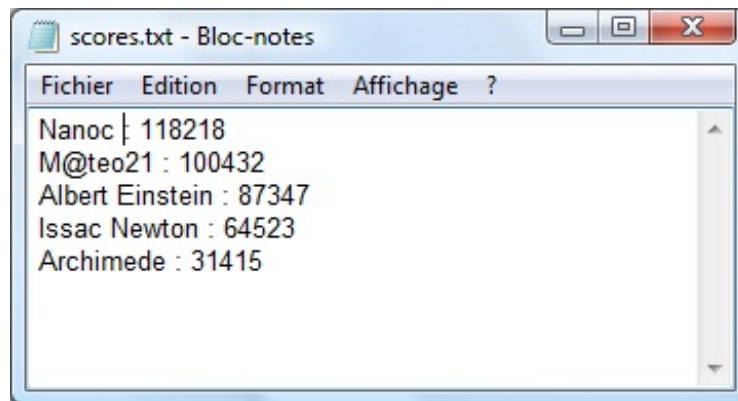 scores.txt - Bloc-notes
Fichier Edition Format Affichage ?
Nanoc : 118218
M@teo21 : 100432
Albert Einstein : 87347
Issac Newton : 64523
Archimede : 31415